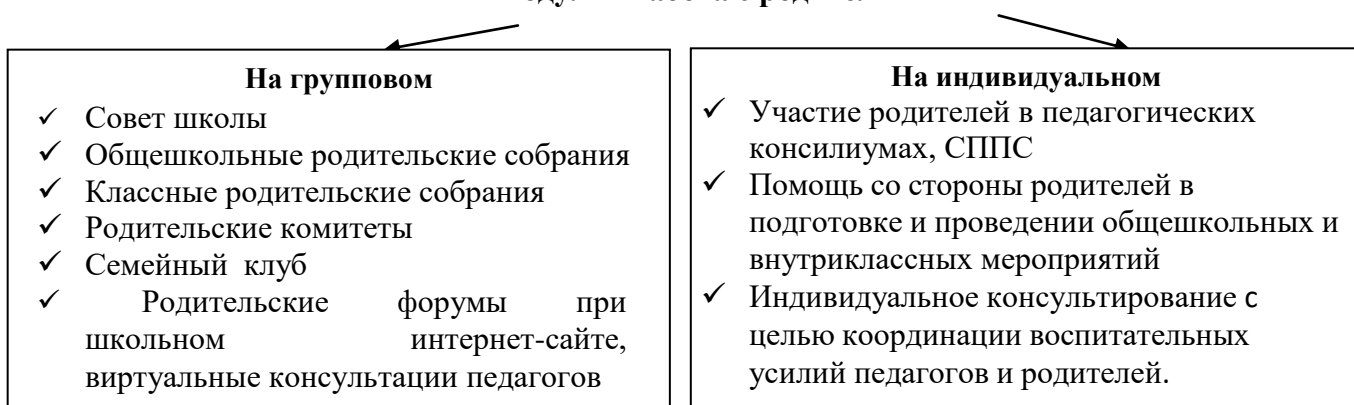 На групповом
✓ Совет школы
✓ Общешкольные родительские собрания
✓ Классные родительские собрания
✓ Родительские комитеты
✓ Семейный клуб
✓ Родительские форумы при
школьном интернет-сайте,
виртуальные консультации педагогов
На индивидуальном
✓ Участие родителей в педагогических
консилиумах, СППС
✓ Помощь со стороны родителей в
подготовке и проведении общешкольных и
внутриклассных мероприятий
✓ Индивидуальное консультирование с
целью координации воспитательных
усилий педагогов и родителей.